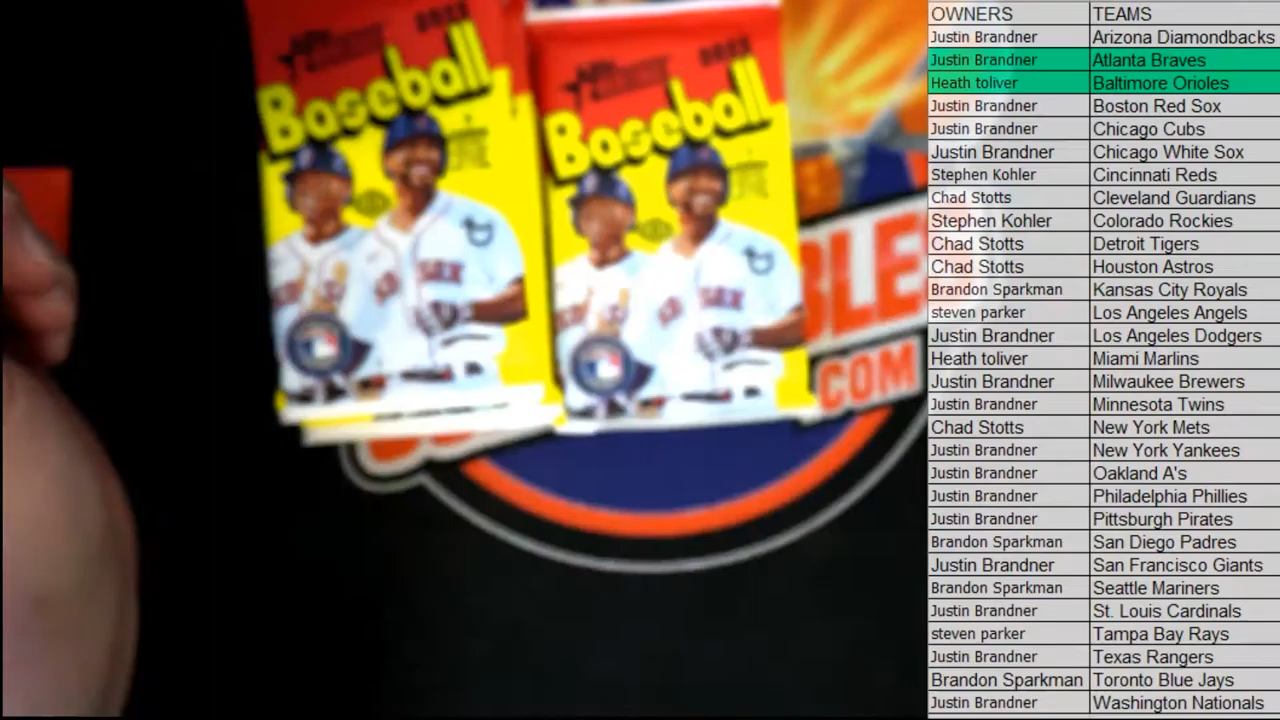 2022
Baseball
2022
Baseball
SOX
SOX
BLE
.COM
OWNERS TEAMS
Justin Brandner Arizona Diamondbacks
Justin Brandner Atlanta Braves
Heath toliver Baltimore Orioles
Justin Brandner Boston Red Sox
Justin Brandner Chicago Cubs
Justin Brandner Chicago White Sox
Stephen Kohler Cincinnati Reds
Chad Stotts Cleveland Guardians
Stephen Kohler Colorado Rockies
Chad Stotts Detroit Tigers
Chad Stotts Houston Astros
Brandon Sparkman Kansas City Royals
steven parker Los Angeles Angels
Justin Brandner Los Angeles Dodgers
Heath toliver Miami Marlins
Justin Brandner Milwaukee Brewers
Justin Brandner Minnesota Twins
Chad Stotts New York Mets
Justin Brandner New York Yankees
Justin Brandner Oakland A's
Justin Brandner Philadelphia Phillies
Justin Brandner Pittsburgh Pirates
Brandon Sparkman San Diego Padres
Justin Brandner San Francisco Giants
Brandon Sparkman Seattle Mariners
Justin Brandner St. Louis Cardinals
steven parker Tampa Bay Rays
Justin Brandner Texas Rangers
Brandon Sparkman Toronto Blue Jays
Justin Brandner Washington Nationals